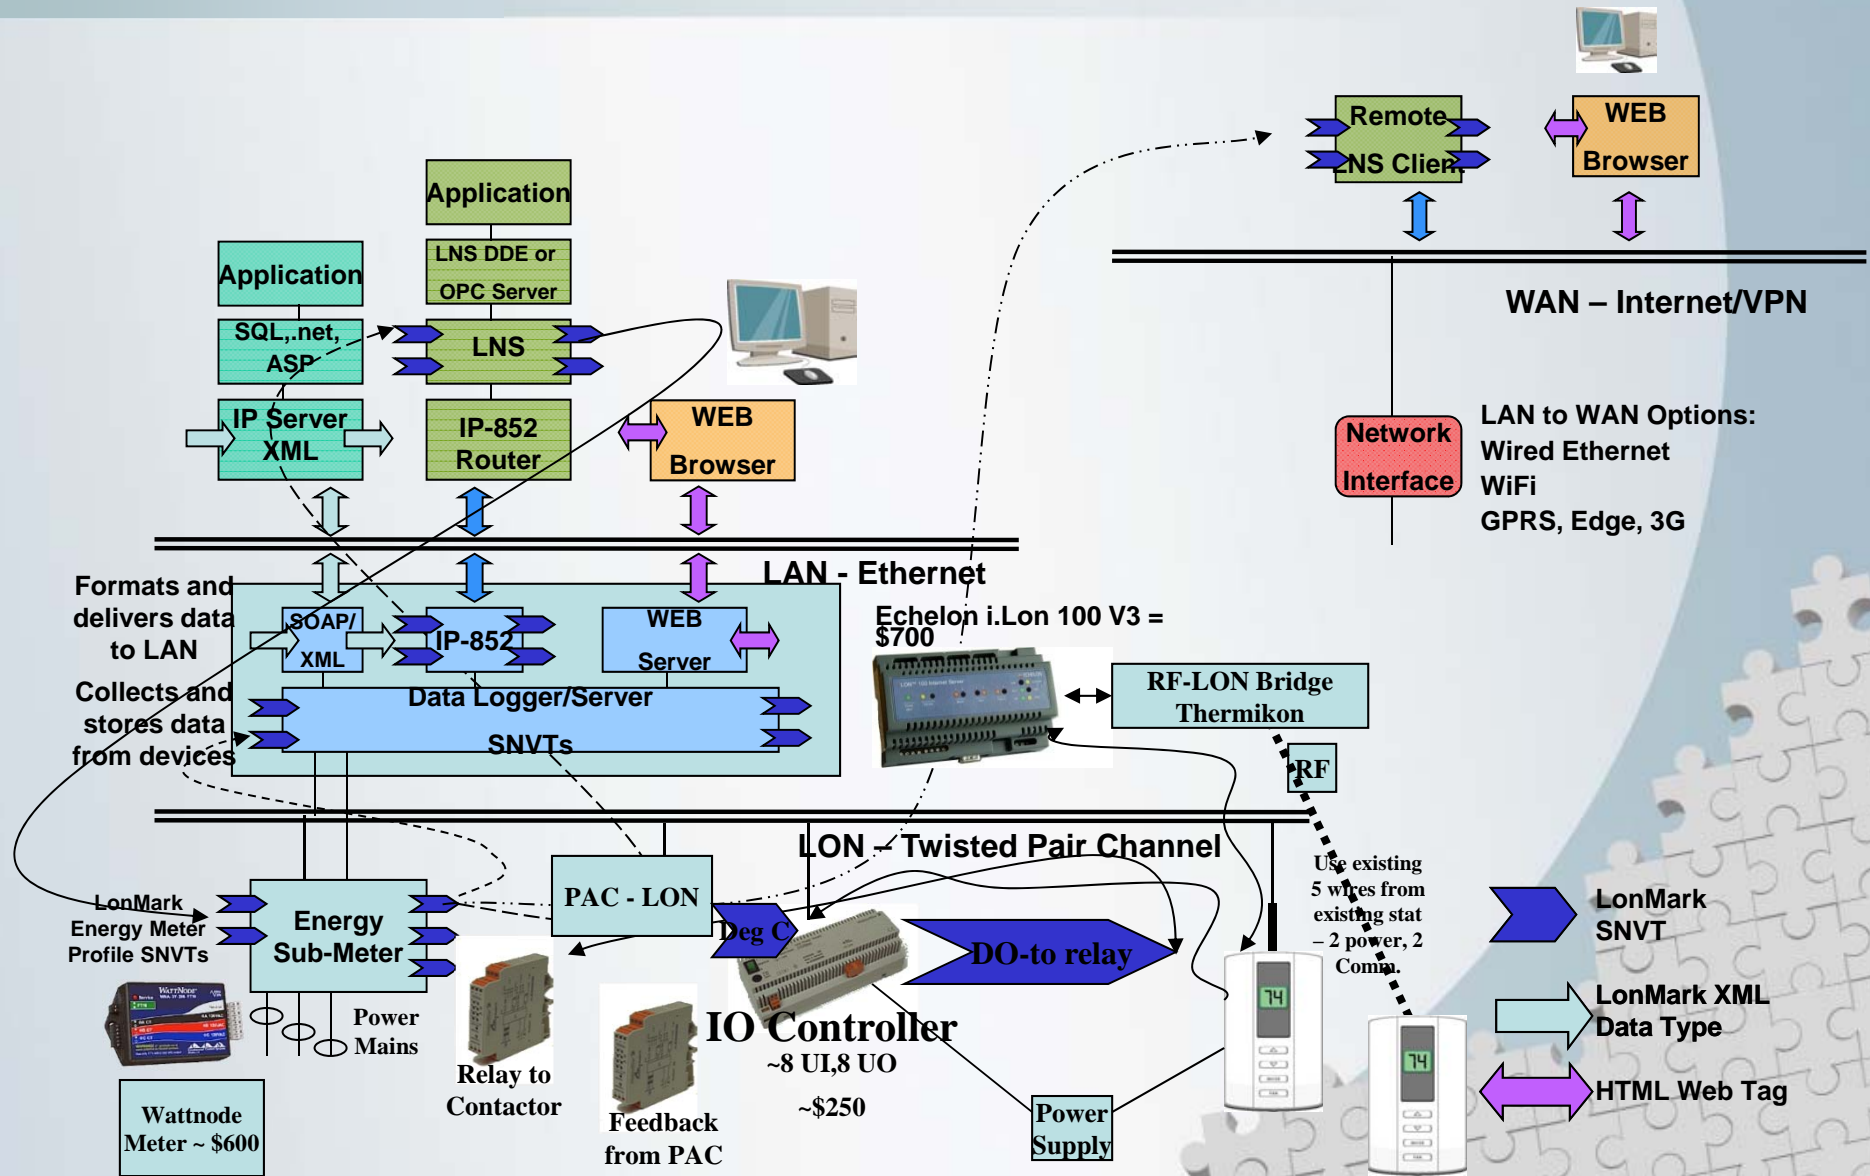 Remote
LNS Client
WEB
Browser
WAN – Internet/VPN
Application
LNS DDE or
OPC Server
LNS
IP-852
Router
Application
SQL,.net,
ASP
IP Server
XML
WEB
Browser
Network
Interface
LAN to WAN Options:
Wired Ethernet
WiFi
GPRS, Edge, 3G
LAN - Ethernet
Formats and
delivers data
to LAN
Collects and
stores data
from devices
SOAP/
XML
IP-852
WEB
Server
Data Logger/Server
SNVTs
Echelon i.Lon 100 V3 =
$700
RF-LON Bridge
Thermikon
RF
LON – Twisted Pair Channel
Use existing
5 wires from
existing stat
– 2 power, 2
Comm.
LonMark
Energy Meter
Profile SNVTs
Energy
Sub-Meter
PAC - LON
Deg C
DO-to relay
IO Controller
~8 UI,8 UO
~$250
WATTNODE
Power
Mains
Wattnode
Meter ~ $600
Relay to
Contactor
Feedback
from PAC
Power
Supply
74
74
LonMark
SNVT
LonMark XML
Data Type
HTML Web Tag